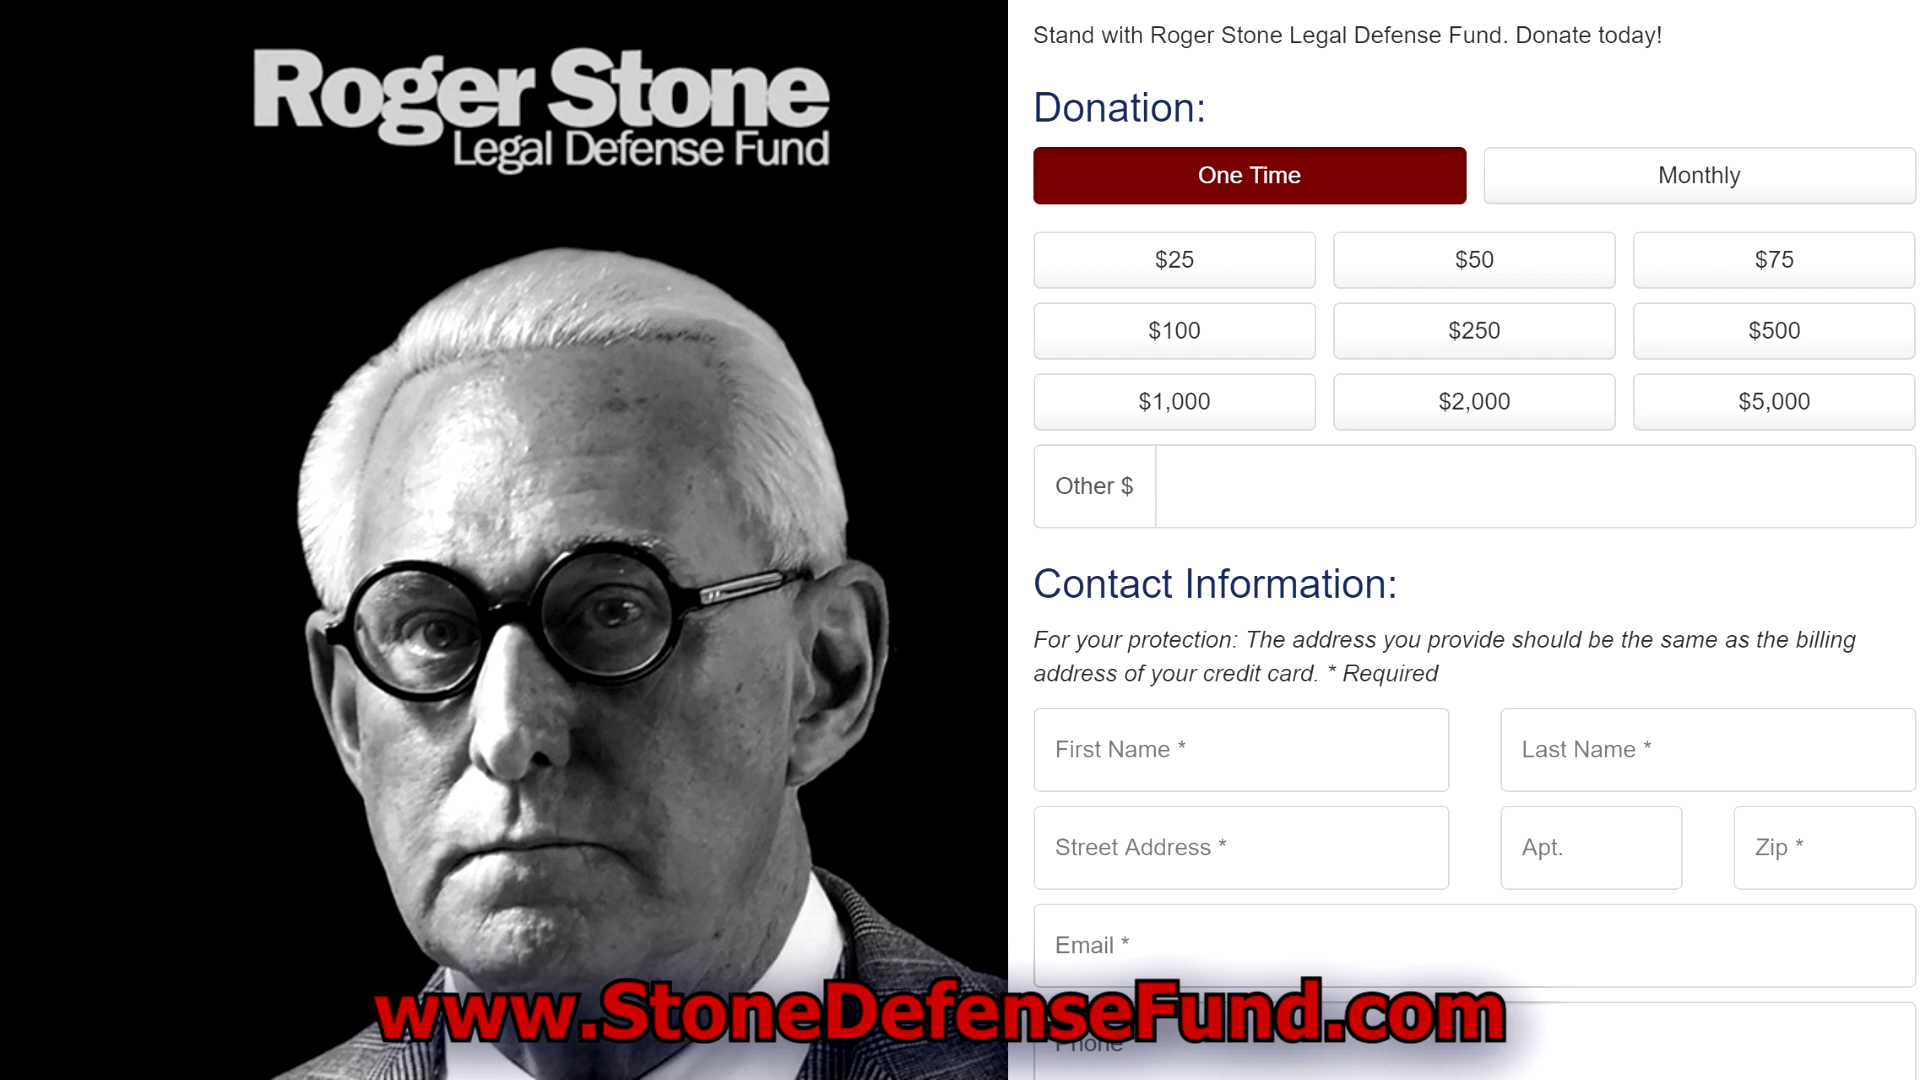 Roger Stone
Legal Defense Fund
Stand with Roger Stone Legal Defense Fund. Donate today!
Donation:
One Time
Monthly
$25
$50
$75
$100
$250
$500
$1,000
$2,000
$5,000
Other $
Contact Information:
For your protection: The address you provide should be the same as the billing
address of your credit card. * Required
First Name *
Last Name *
Street Address *
Apt.
Zip *
Email *
www.StoneDefenseFund.com
Phone